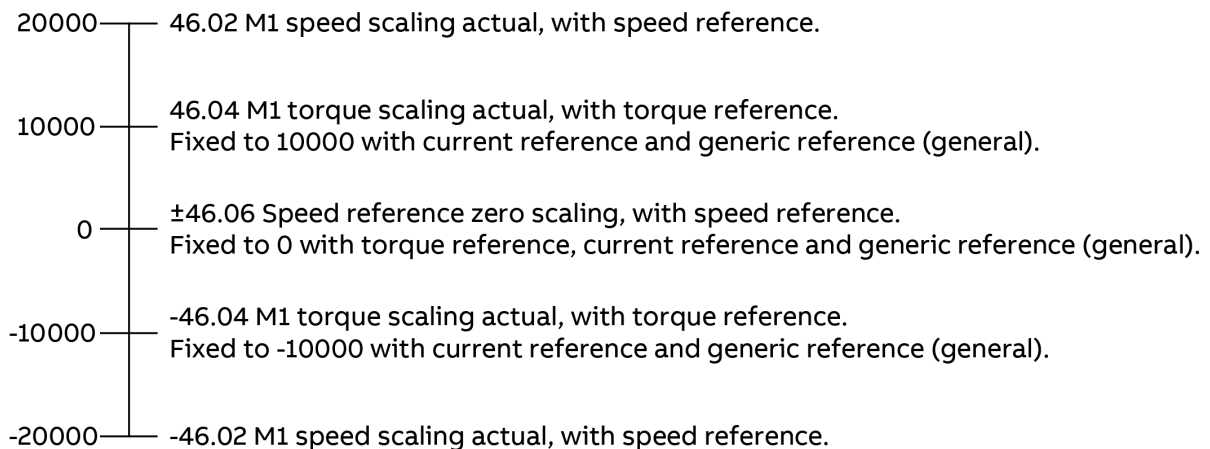 20000 46.02 M1 speed scaling actual, with speed reference.
46.04 M1 torque scaling actual, with torque reference.
10000
Fixed to 10000 with current reference and generic reference (general).
±46.06 Speed reference zero scaling, with speed reference.
0
Fixed to 0 with torque reference, current reference and generic reference (general).
-46.04 M1 torque scaling actual, with torque reference.
-10000
Fixed to -10000 with current reference and generic reference (general).
-20000 -46.02 M1 speed scaling actual, with speed reference.